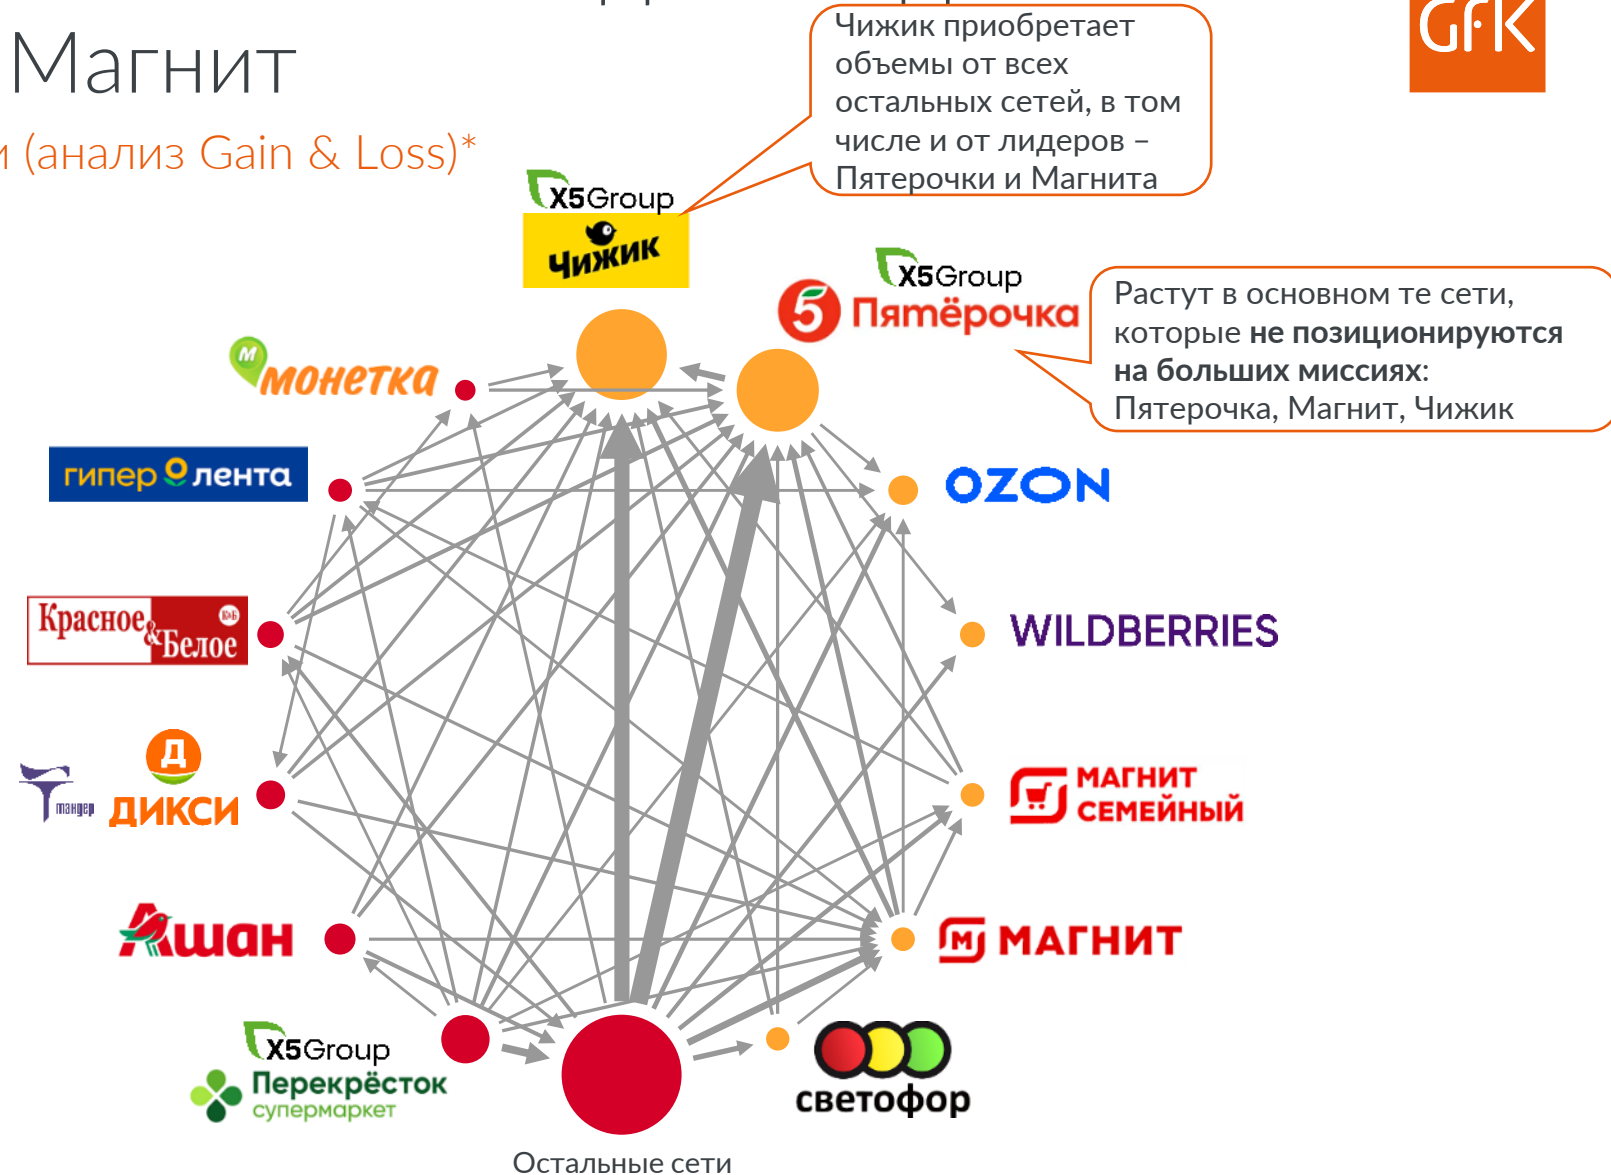 Магнит
и (анализ Gain & Loss)*
GfK
Чижик приобретает
объемы от всех
остальных сетей, в том
числе и от лидеров –
Пятерочки и Магнита
X5Group
Чижик
X5Group
5 Пятёрочка
Растут в основном те сети,
которые не позиционируются
на больших миссиях:
Пятерочка, Магнит, Чижик
М
монетка
гипер лента
OZON
Красное
&Белое
К&Б
WILDBERRIES
тандер
Д
ДИКСИ
МАГНИТ
СЕМЕЙНЫЙ
Ашан
М МАГНИТ
X5Group
Перекрёсток
супермаркет
светофор
Остальные сети